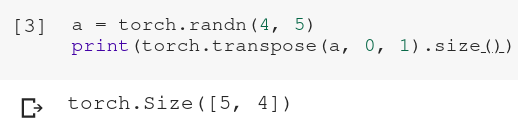 [3] a = torch.randn(4, 5)
print(torch.transpose(a, 0, 1).size())
torch.Size([5, 4])